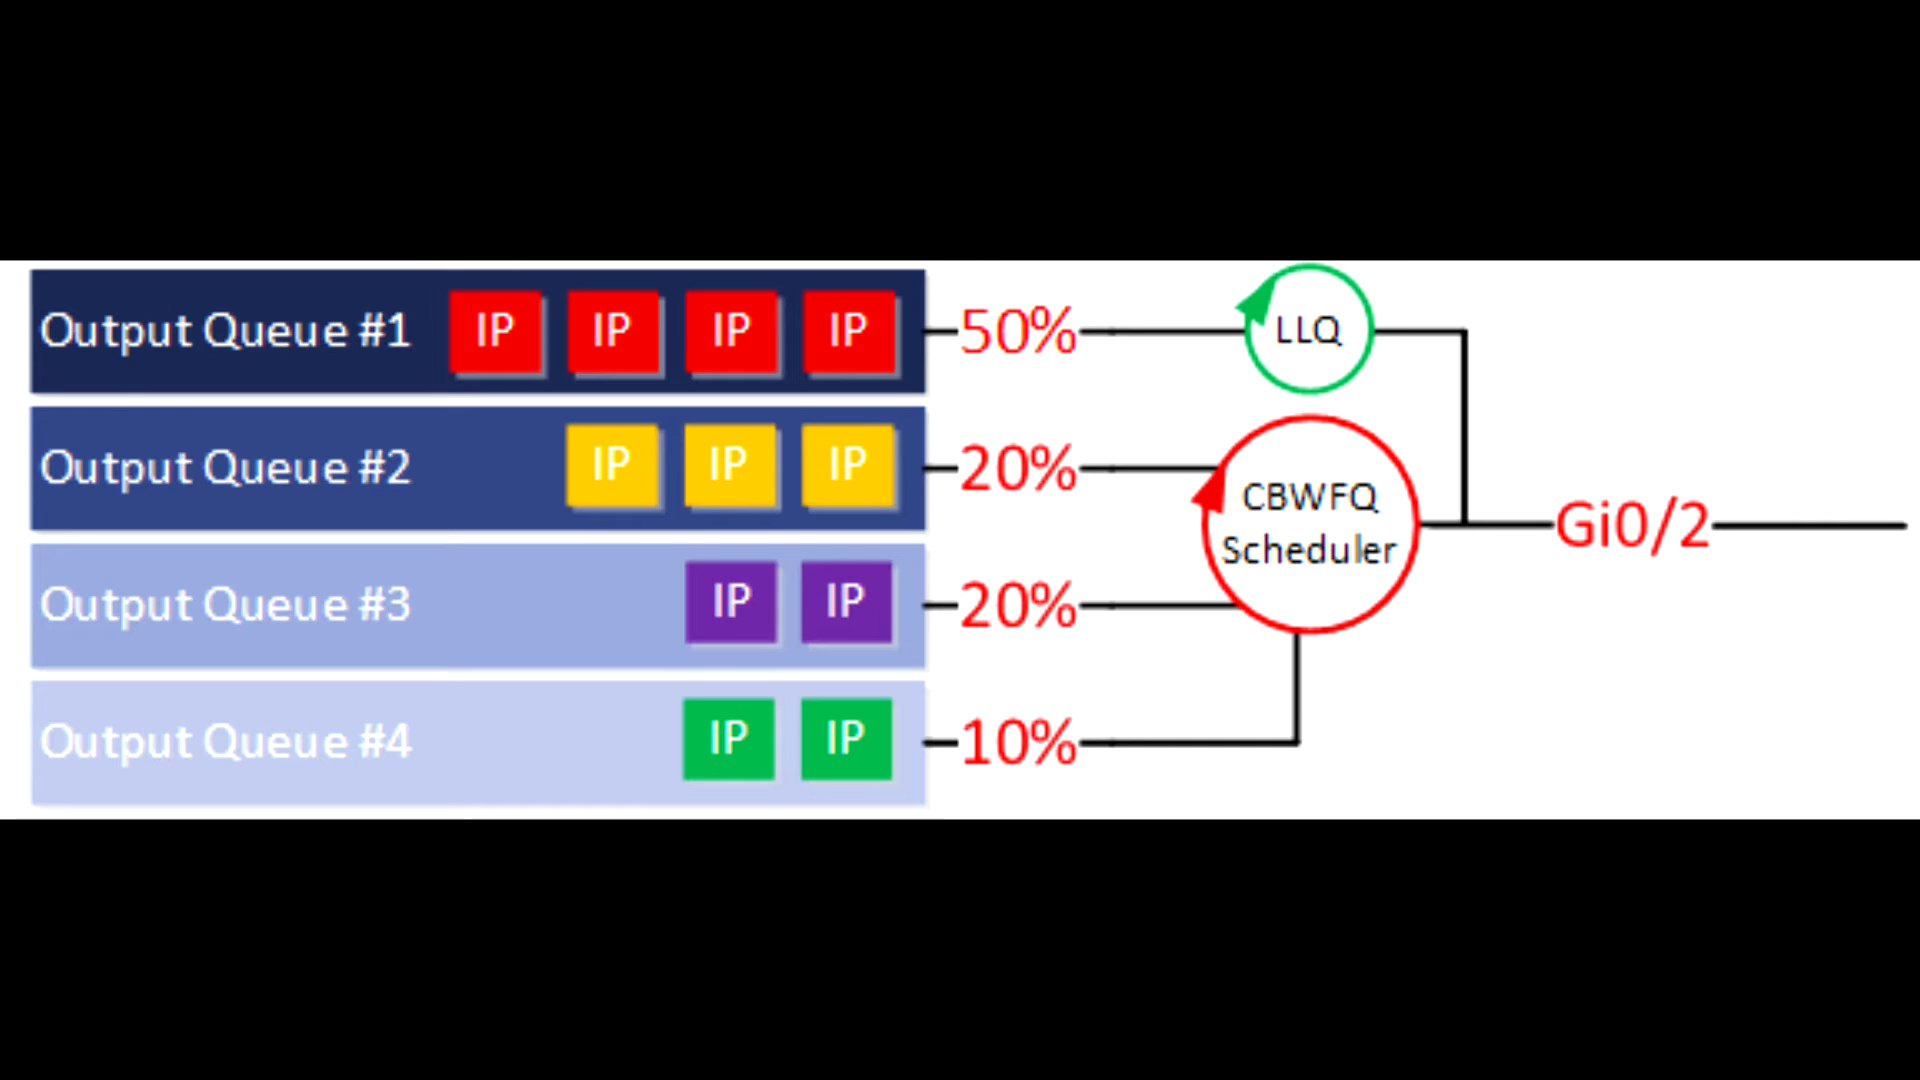 Output Queue #1 IP IP IP IP 50% LLQ
Output Queue #2 IP IP IP 20%
CBWFQ
Scheduler
Gi0/2
Output Queue #3 IP IP 20%
Output Queue #4 IP IP 10%